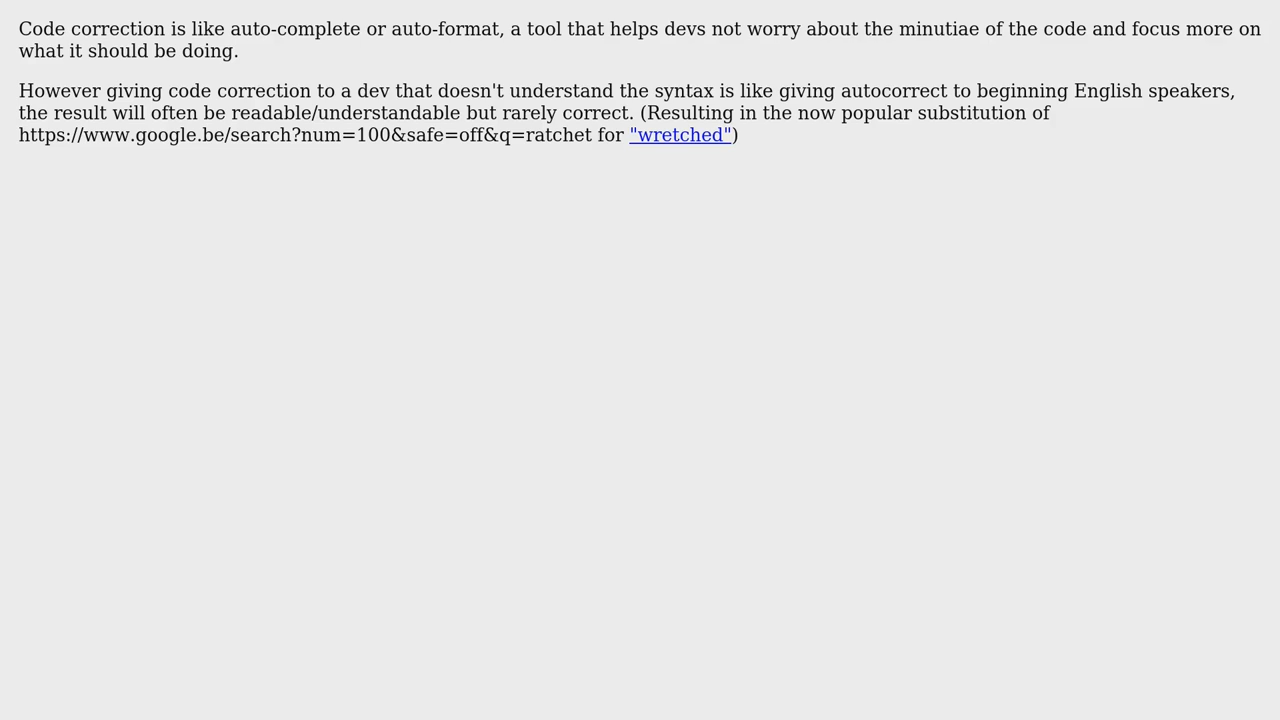 Code correction is like auto-complete or auto-format, a tool that helps devs not worry about the minutiae of the code and focus more on
what it should be doing.
However giving code correction to a dev that doesn't understand the syntax is like giving autocorrect to beginning English speakers,
the result will often be readable/understandable but rarely correct. (Resulting in the now popular substitution of
https://www.google.be/search?num=100&safe=off&q=ratchet for "wretched")